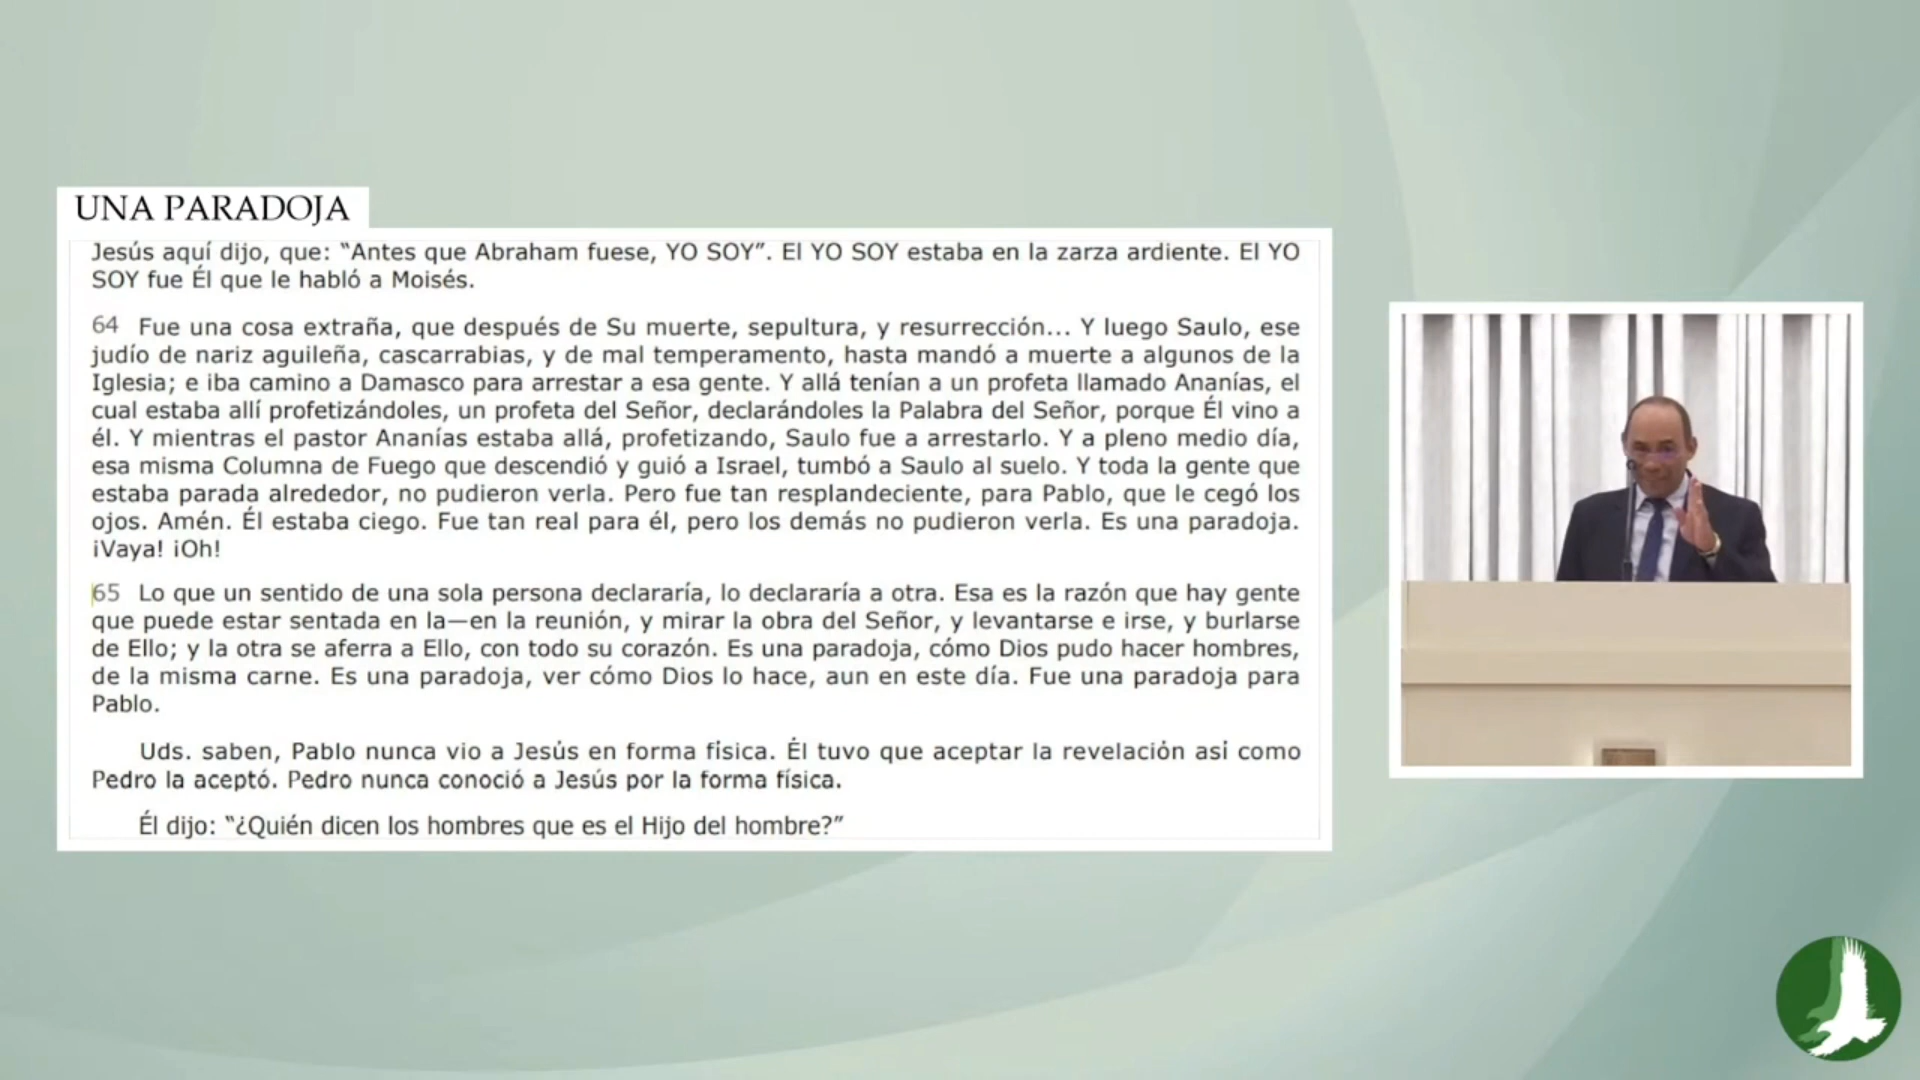 UNA PARADOJA
Jesús aquí dijo, que: “Antes que Abraham fuese, YO SOY”. El YO SOY estaba en la zarza ardiente. El YO
SOY fue Él que le habló a Moisés.
64 Fue una cosa extraña, que después de Su muerte, sepultura, y resurrección... Y luego Saulo, ese
judío de nariz aguileña, cascarrabias, y de mal temperamento, hasta mandó a muerte a algunos de la
Iglesia; e iba camino a Damasco para arrestar a esa gente. Y allá tenían a un profeta llamado Ananías, el
cual estaba allí profetizándoles, un profeta del Señor, declarándoles la Palabra del Señor, porque Él vino a
él. Y mientras el pastor Ananías estaba allá, profetizando, Saulo fue a arrestarlo. Y a pleno medio día,
esa misma Columna de Fuego que descendió y guió a Israel, tumbó a Saulo al suelo. Y toda la gente que
estaba parada alrededor, no pudieron verla. Pero fue tan resplandeciente, para Pablo, que le cegó los
ojos. Amén. Él estaba ciego. Fue tan real para él, pero los demás no pudieron verla. Es una paradoja.
¡Vaya! ¡Oh!
65 Lo que un sentido de una sola persona declararía, lo declararía a otra. Esa es la razón que hay gente
que puede estar sentada en la—en la reunión, y mirar la obra del Señor, y levantarse e irse, y burlarse
de Ello; y la otra se aferra a Ello, con todo su corazón. Es una paradoja, cómo Dios pudo hacer hombres,
de la misma carne. Es una paradoja, ver cómo Dios lo hace, aun en este día. Fue una paradoja para
Pablo.
Uds. saben, Pablo nunca vio a Jesús en forma física. Él tuvo que aceptar la revelación así como
Pedro la aceptó. Pedro nunca conoció a Jesús por la forma física.
Él dijo: “¿Quién dicen los hombres que es el Hijo del hombre?”